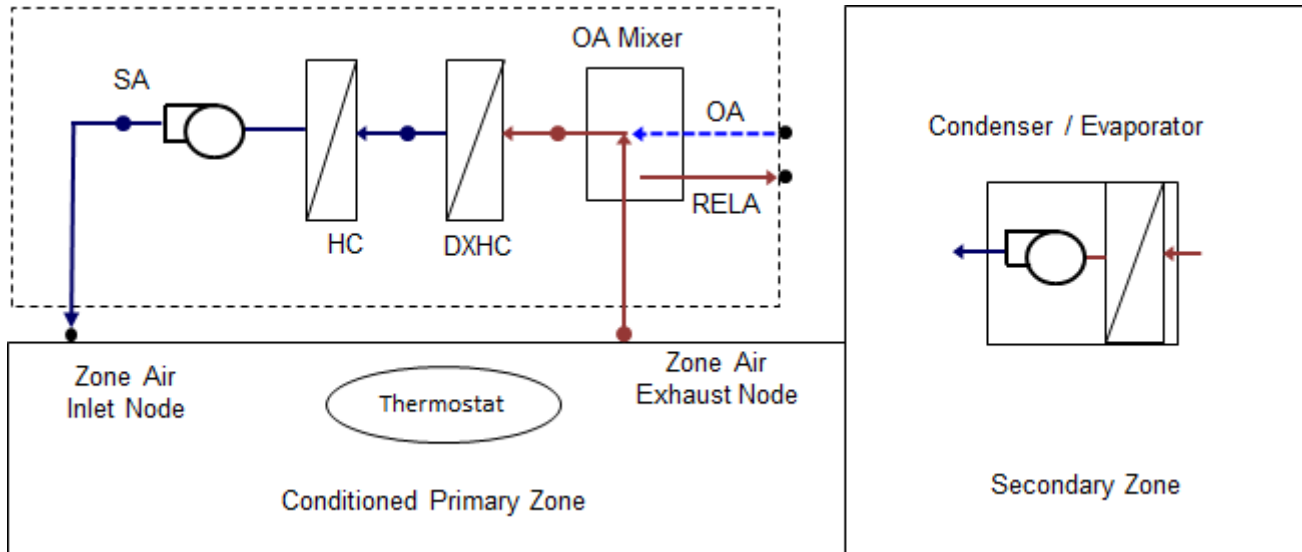 OA Mixer
SA
OA
RELA
HC
DXHC
Condenser / Evaporator
Zone Air
Inlet Node
Thermostat
Zone Air
Exhaust Node
Conditioned Primary Zone
Secondary Zone